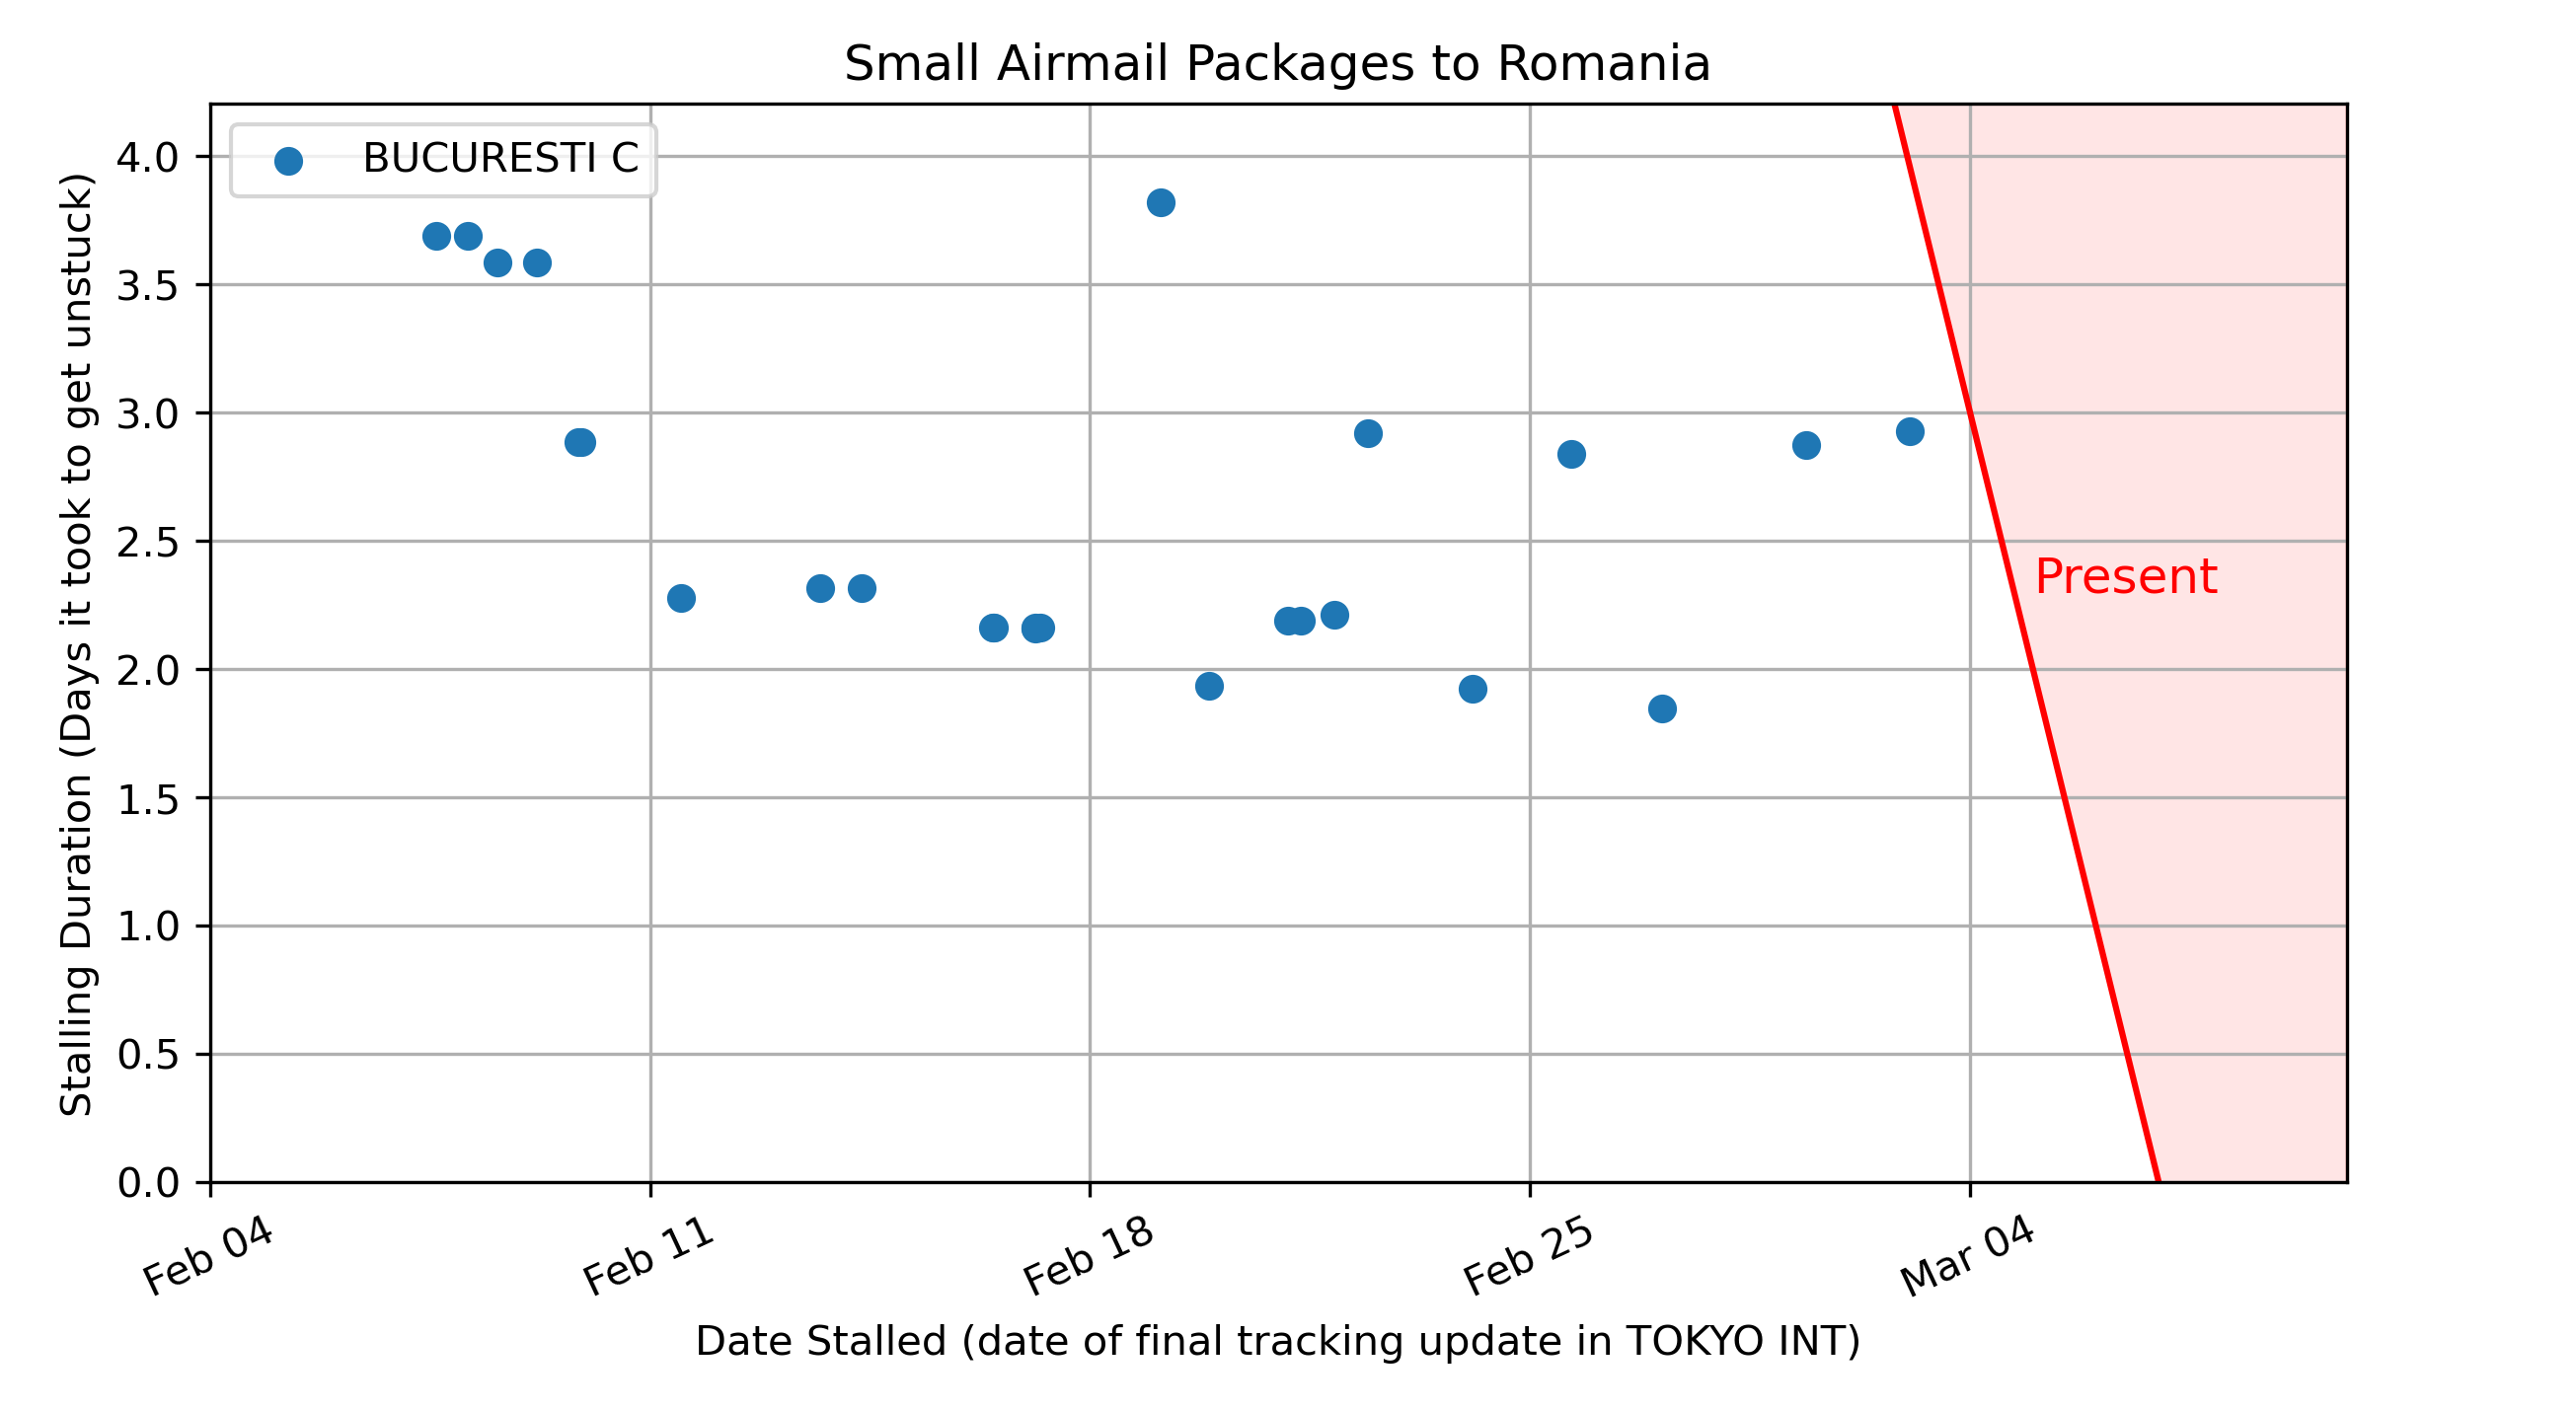 Small Airmail Packages to Romania
BUCURESTI C
Stalling Duration (Days it took to get unstuck)
4.0
3.5
3.0
2.5
2.0
1.5
1.0
0.5
0.0
Present
Feb 04
Feb 11
Feb 18
Feb 25
Mar 04
Date Stalled (date of final tracking update in TOKYO INT)